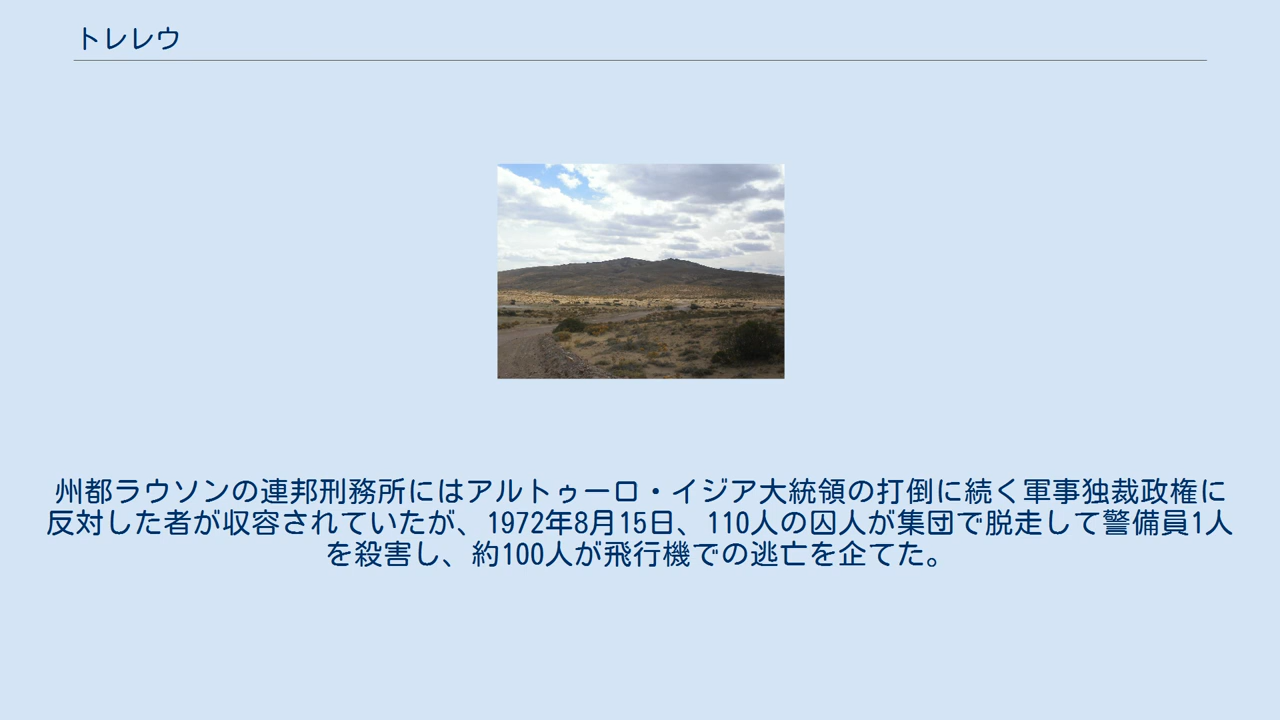 トレレウ
州都ラウソンの連邦刑務所にはアルトゥーロ・イジア大統領の打倒に続く軍事独裁政権に
反対した者が収容されていたが、1972年8月15日、110人の囚人が集団で脱走して警備員1人
を殺害し、約100人が飛行機での逃亡を企てた。